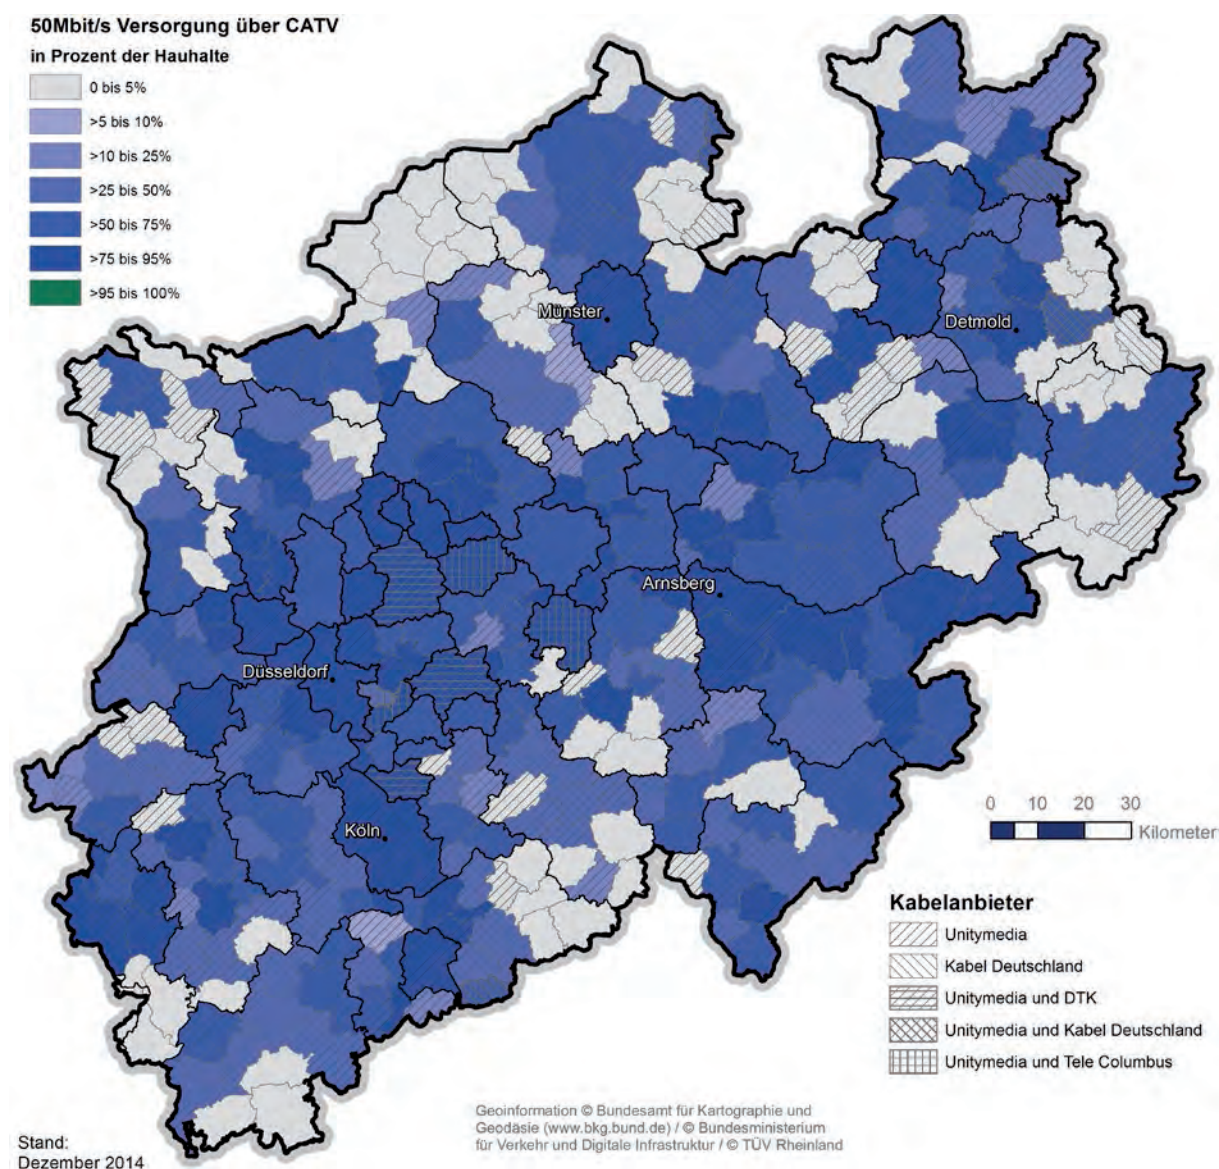 50Mbit/s Versorgung über CATV
in Prozent der Hauhalte
0 bis 5%
>5 bis 10%
>10 bis 25%
>25 bis 50%
>50 bis 75%
>75 bis 95%
>95 bis 100%
Münster
Detmold
Arnsberg
Düsseldorf
Köln
0 10 20 30
Kilometer
Kabelanbieter
Unitymedia
Kabel Deutschland
Unitymedia und DTK
Unitymedia und Kabel Deutschland
Unitymedia und Tele Columbus
Geoinformation © Bundesamt für Kartographie und
Geodäsie (www.bkg.bund.de) / © Bundesministerium
für Verkehr und Digitale Infrastruktur / © TÜV Rheinland
Stand:
Dezember 2014